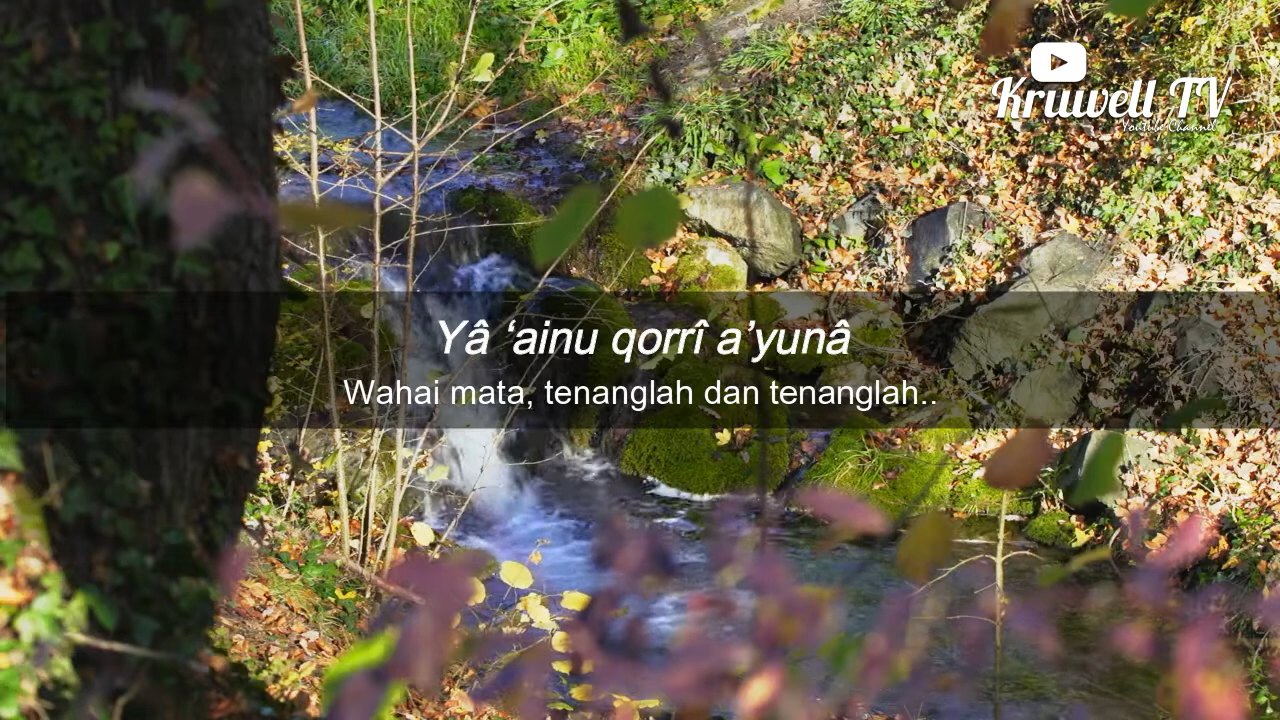 Kruwell TV
Youtube Channel
Yâ ‘ainu qorrî a’yunâ
Wahai mata, tenanglah dan tenanglah..